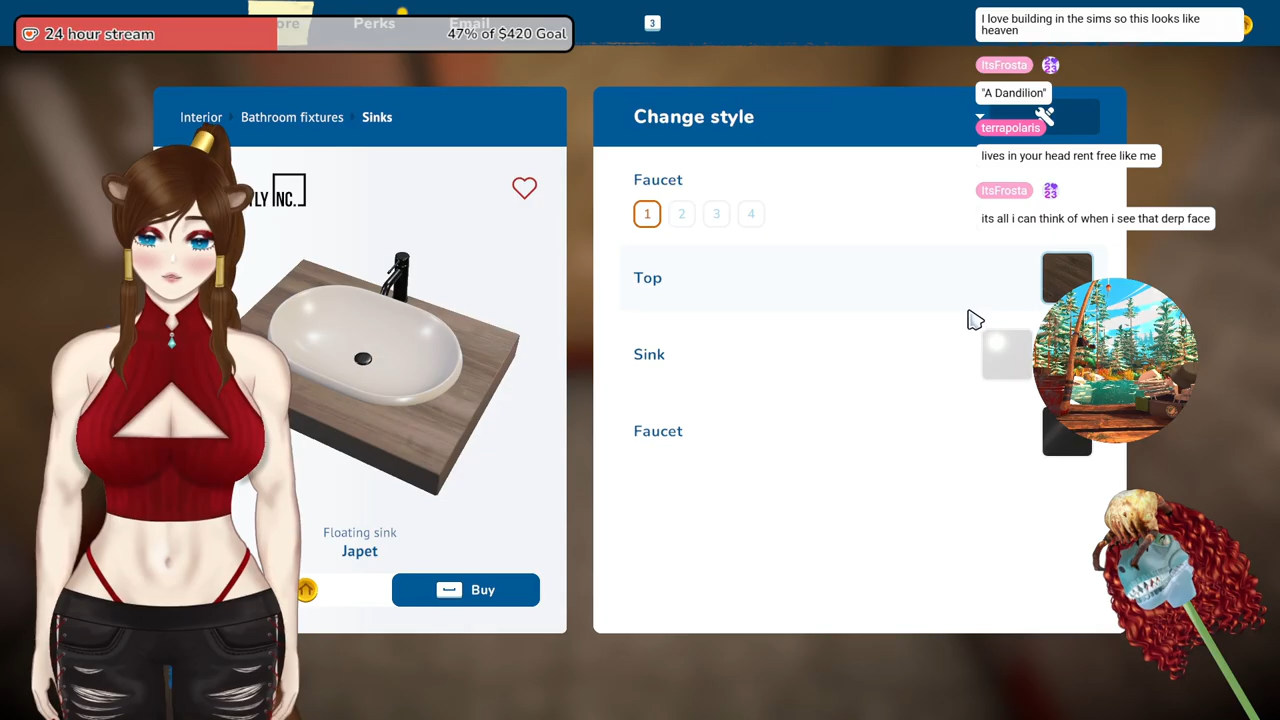 24 hour stream
47% of $420 Goal
Perks
Email
3
Interior
Bathroom fixtures
Sinks
INC.
Floating sink
Japet
Buy
Change style
Faucet
1
2
3
4
Top
Sink
Faucet
I love building in the sims so this looks like
heaven
ItsFrosta
"A Dandilion"
terrapolaris
lives in your head rent free like me
ItsFrosta
its all i can think of when i see that derp face